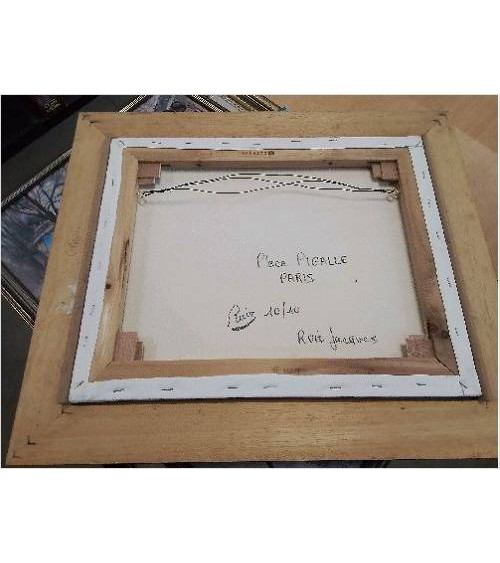 Place PIGALLE
PARIS
Ruiz 10/10
Jacques